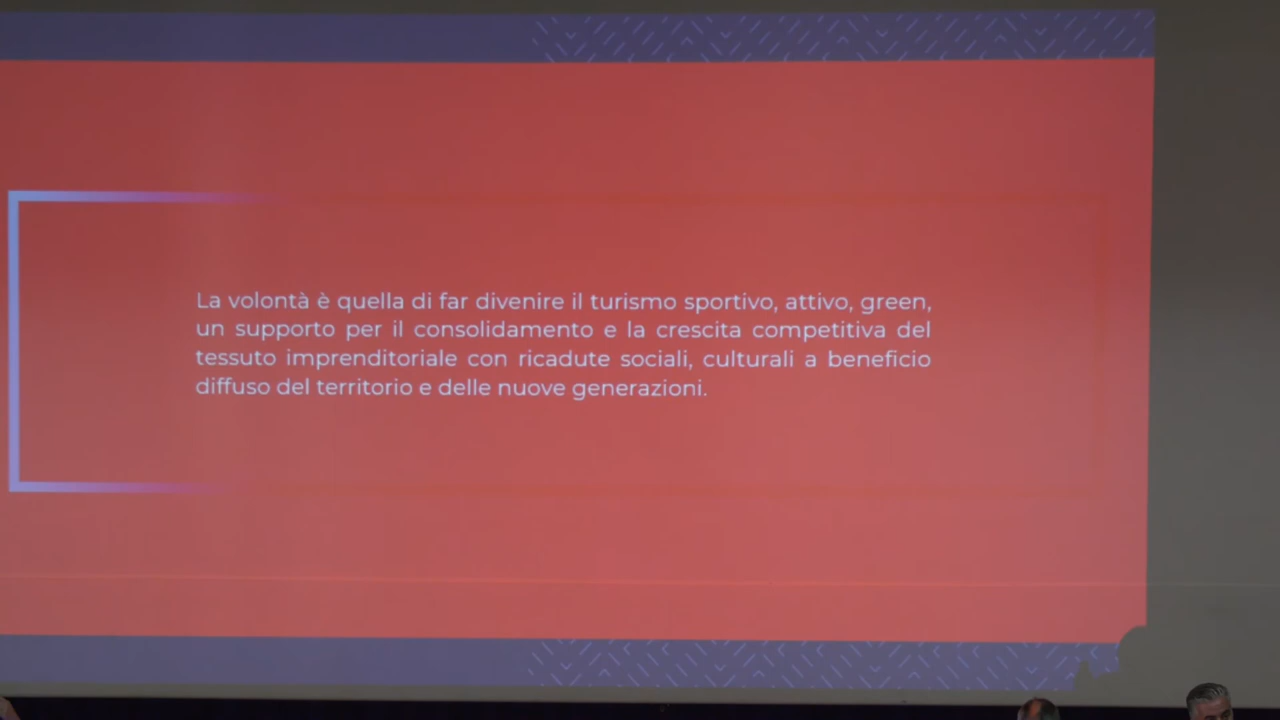 La volontà è quella di far divenire il turismo sportivo, attivo, green,
un supporto per il consolidamento e la crescita competitiva del
tessuto imprenditoriale con ricadute sociali, culturali a beneficio
diffuso del territorio e delle nuove generazioni.